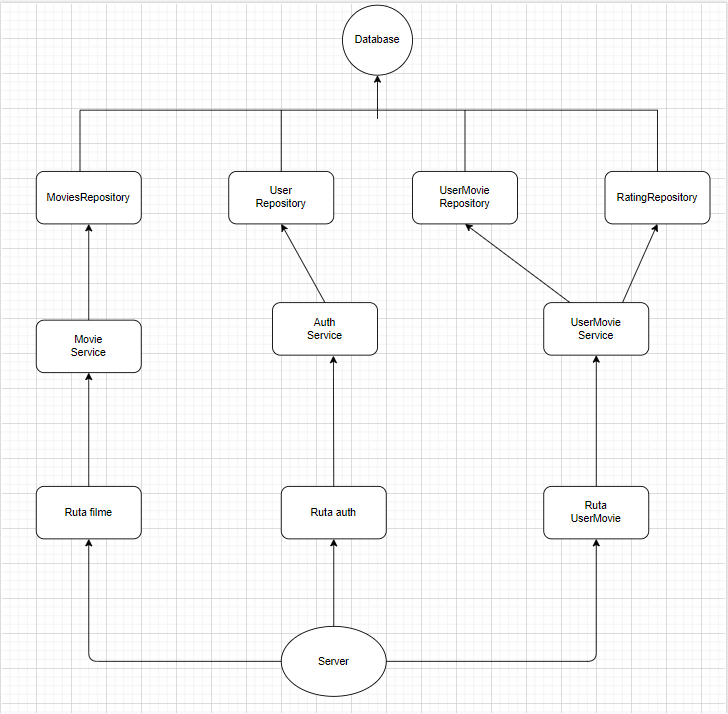 Database
MoviesRepository
User
Repository
UserMovie
Repository
RatingRepository
Movie
Service
Auth
Service
UserMovie
Service
Ruta filme
Ruta auth
Ruta
UserMovie
Server